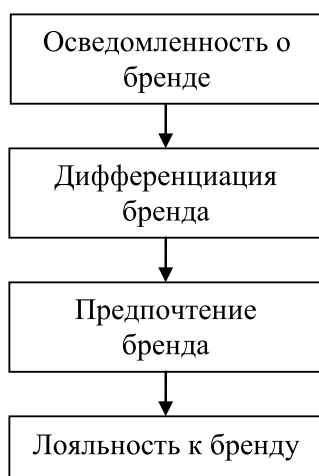 Осведомленность о
бренде
Дифференциация
бренда
Предпочтение
бренда
Лояльность к бренду